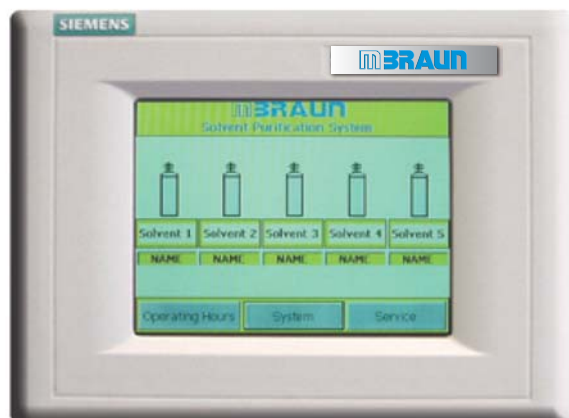 SIEMENS
mBRAUN
mBRAUN
Solvent Purification System
Solvent 1 Solvent 2 Solvent 3 Solvent 4 Solvent 5
NAME NAME NAME NAME NAME
Operating Hours System Service